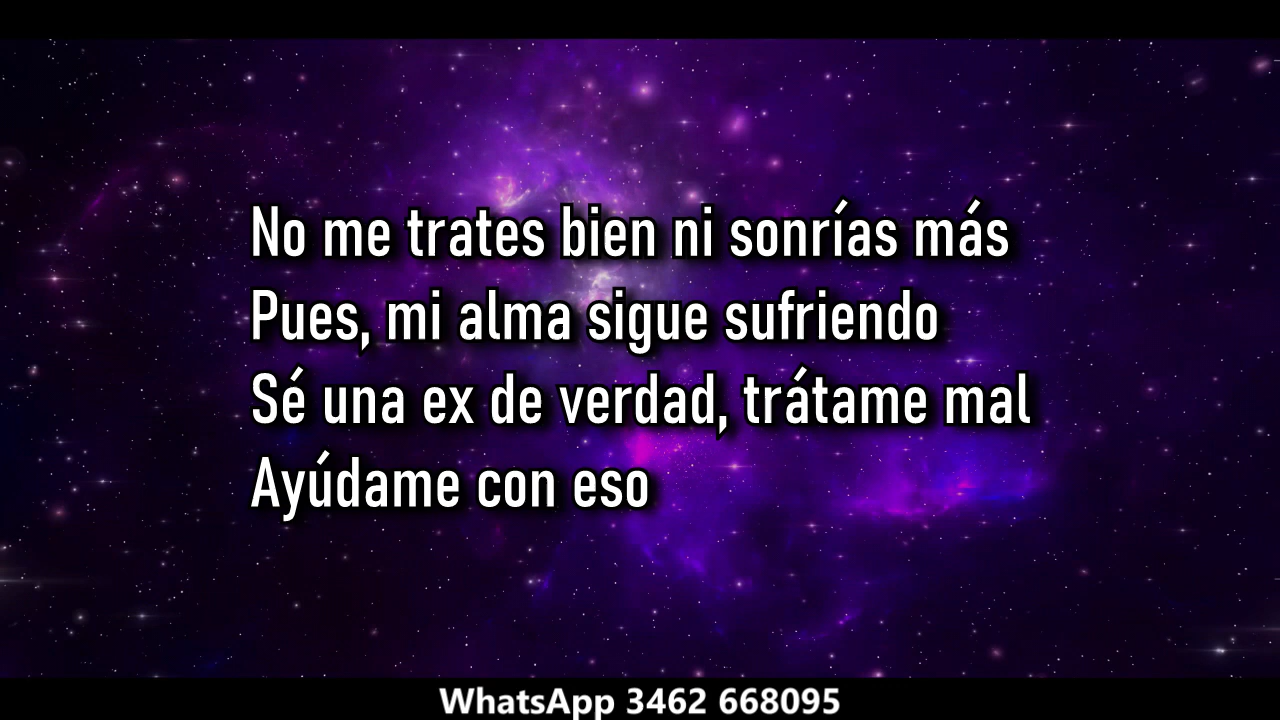 No me trates bien ni sonrías más
Pues, mi alma sigue sufriendo
Sé una ex de verdad, trátame mal
Ayúdame con eso
WhatsApp 3462 668095